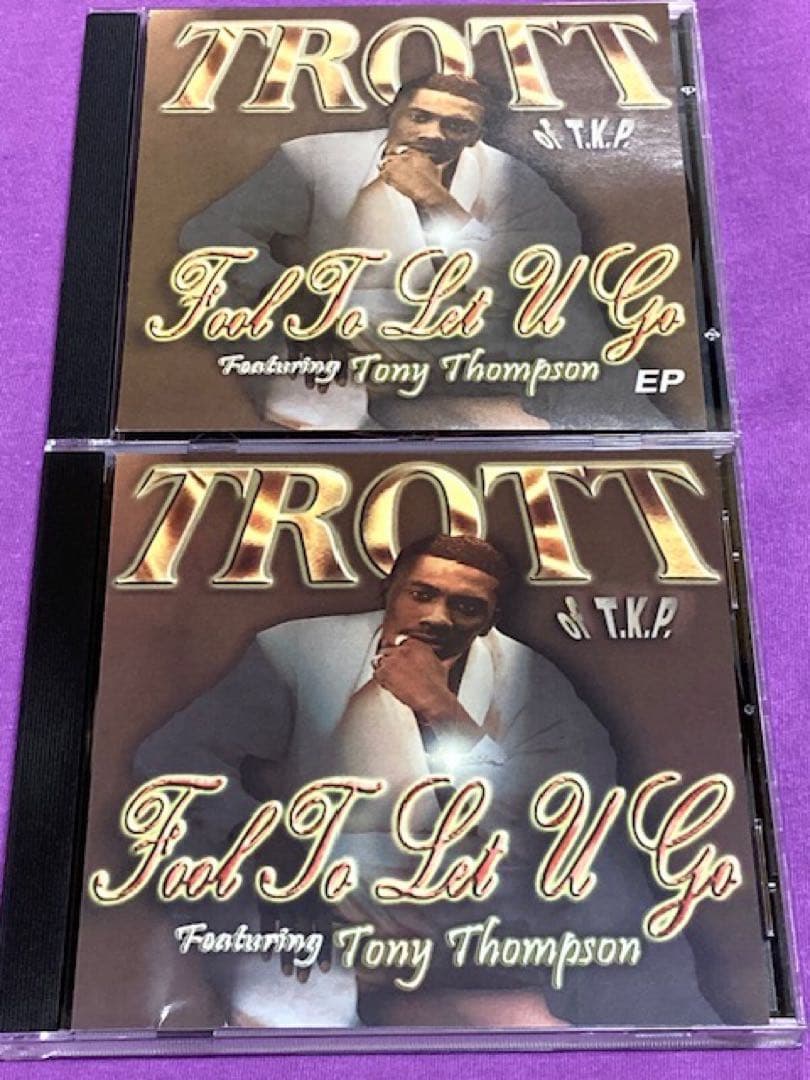 TROTT
of T.K.P.
Fool To Let U Go
Featuring Tony Thompson
EP
TROTT
of T.K.P.
Fool To Let U Go
Featuring Tony Thompson